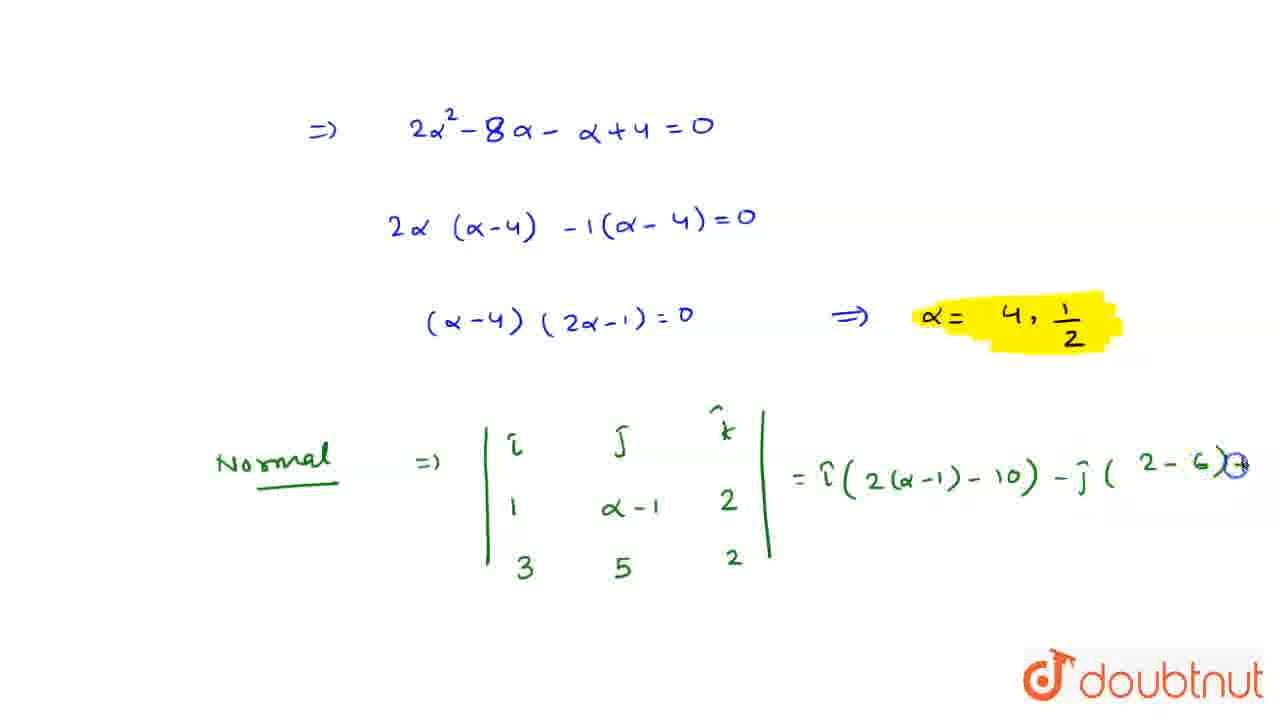 ⇒ 2α² - 8α - α + 4 = 0
2α (α - 4) - 1(α - 4) = 0
(α - 4) (2α - 1) = 0 ⇒ α = 4, 1/2
Normal ⇒ | î ĵ k̂ | = î(2(α - 1) - 10) - ĵ(2 - 6) +
| 1 α - 1 2 |
| 3 5 2 |
doubtnut